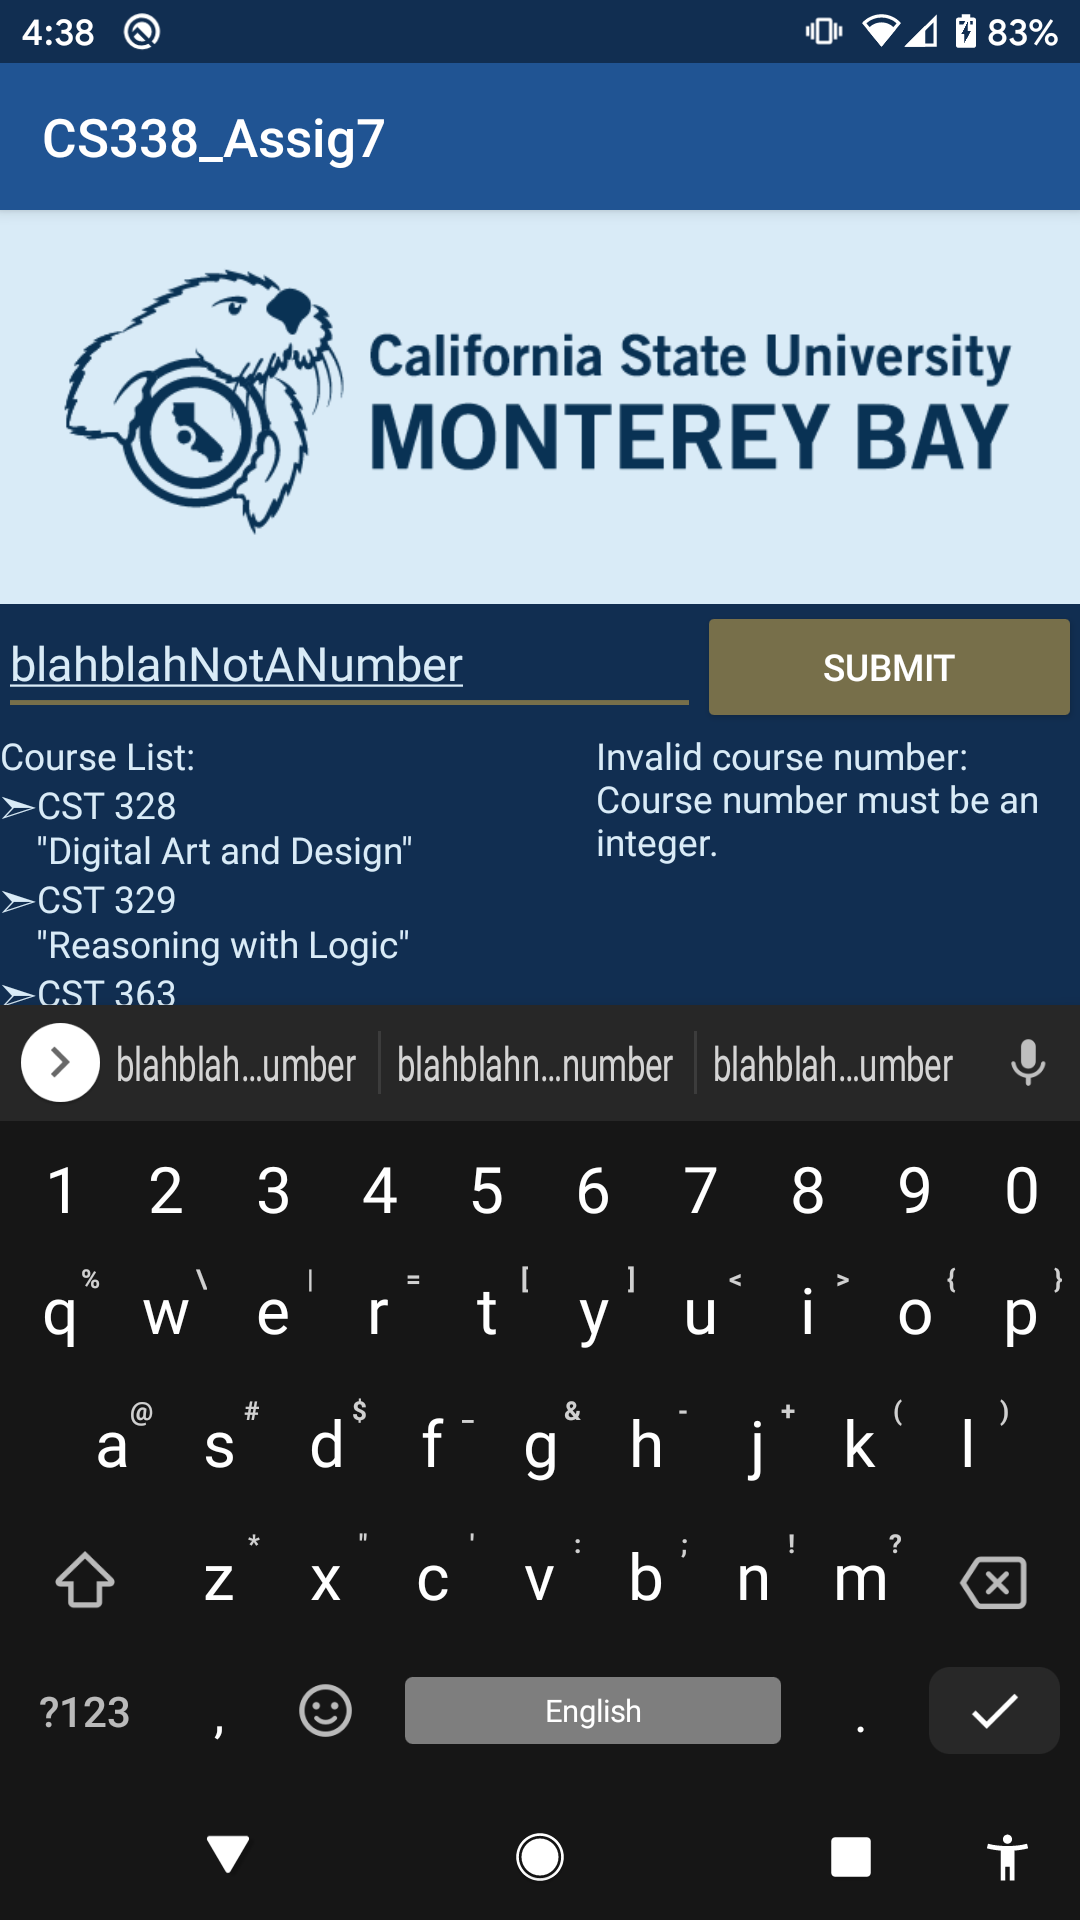 4:38 83%
CS338_Assig7
California State University
MONTEREY BAY
blahblahNotANumber SUBMIT
Course List:
➣CST 328
"Digital Art and Design"
➣CST 329
"Reasoning with Logic"
➣CST 363
Invalid course number:
Course number must be an
integer.
blahblah...umber blahblahn...number blahblah...umber
1 2 3 4 5 6 7 8 9 0
% \ | = [ ] < > { }
q w e r t y u i o p
@ # $ _ & - + ( )
a s d f g h j k l
* " ' : ; ! ?
z x c v b n m
?123 , English .